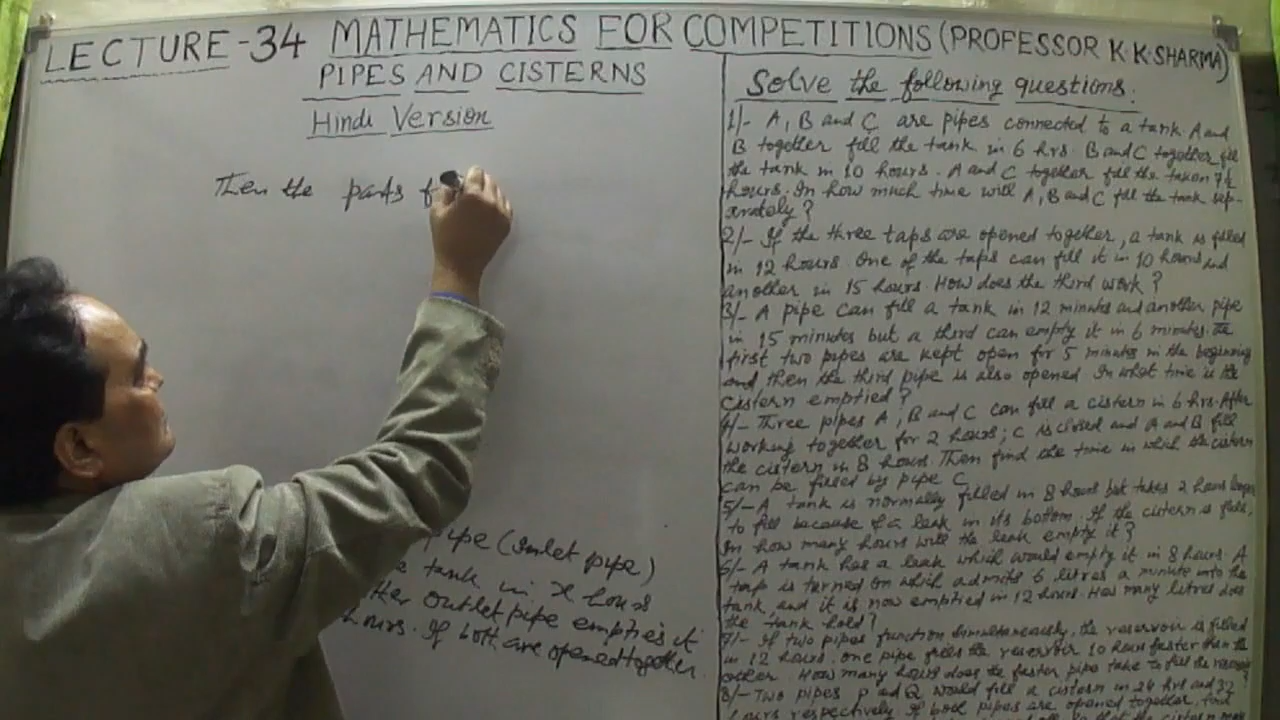 LECTURE-34 MATHEMATICS FOR COMPETITIONS (PROFESSOR K.K.SHARMA)
PIPES AND CISTERNS
Hindi Version
Then the parts f
pipe (Inlet pipe)
tank in x hours
outlet pipe empties it
hours. If both are opened together
Solve the following questions:
1/- A, B and C are pipes connected to a tank. A and
B together fill the tank in 6 hrs. B and C together fill
the tank in 10 hours. A and C together fill the taken 7½
hours. In how much time will A, B and C fill the tank sep-
arately?
2/- If the three taps are opened together, a tank is filled
in 12 hours. One of the taps can fill it in 10 hours and
another in 15 hours. How does the third work?
3/- A pipe can fill a tank in 12 minutes and another pipe
in 15 minutes but a third can empty it in 6 minutes. The
first two pipes are kept open for 5 minutes in the beginning
and then the third pipe is also opened. In what time is the
cistern emptied?
4/- Three pipes A, B and C can fill a cistern in 6 hrs. After
working together for 2 hours; C is closed and A and B fill
the cistern in 8 hours. Then find the time in which the cistern
can be filled by pipe C
5/- A tank is normally filled in 8 hours but takes 2 hours longer
to fill because of a leak in its bottom. If the cistern is full,
In how many hours will the leak empty it?
6/- A tank has a leak which would empty it in 8 hours. A
tap is turned on which admits 6 litres a minute into the
tank and it is now emptied in 12 hours. How many litres does
the tank hold?
7/- If two pipes function simultaneously, the reservoir is filled
in 12 hours. One pipe fills the reservoir 10 hours faster than the
other. How many hours does the faster pipe take to fill the reservoir
8/- Two pipes P and Q would fill a cistern in 24 hrs and 32
hours respectively. If both pipes are opened together, find
that the cistern may